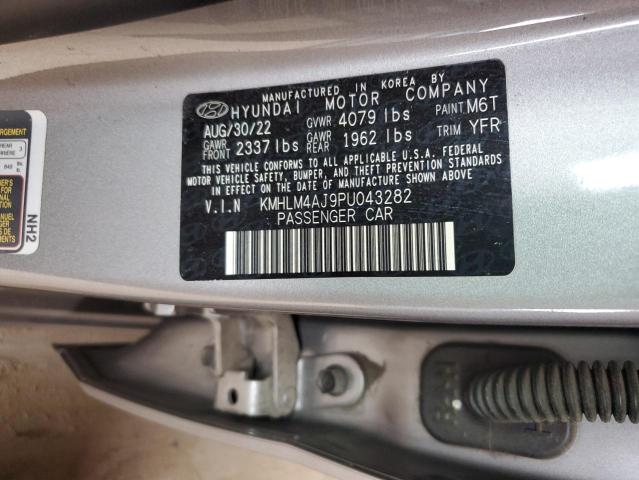 MANUFACTURED IN KOREA BY
HYUNDAI MOTOR COMPANY
AUG/30/22 GVWR 4079 lbs PAINT M6T
GAWR FRONT 2337 lbs GAWR REAR 1962 lbs TRIM YFR
THIS VEHICLE CONFORMS TO ALL APPLICABLE U.S.A. FEDERAL
MOTOR VEHICLE SAFETY, BUMPER, AND THEFT PREVENTION STANDARDS
IN EFFECT ON THE DATE OF MANUFACTURE SHOWN ABOVE.
V.I.N KMHLM4AJ9PU043282
PASSENGER CAR
REAR 3
NH2